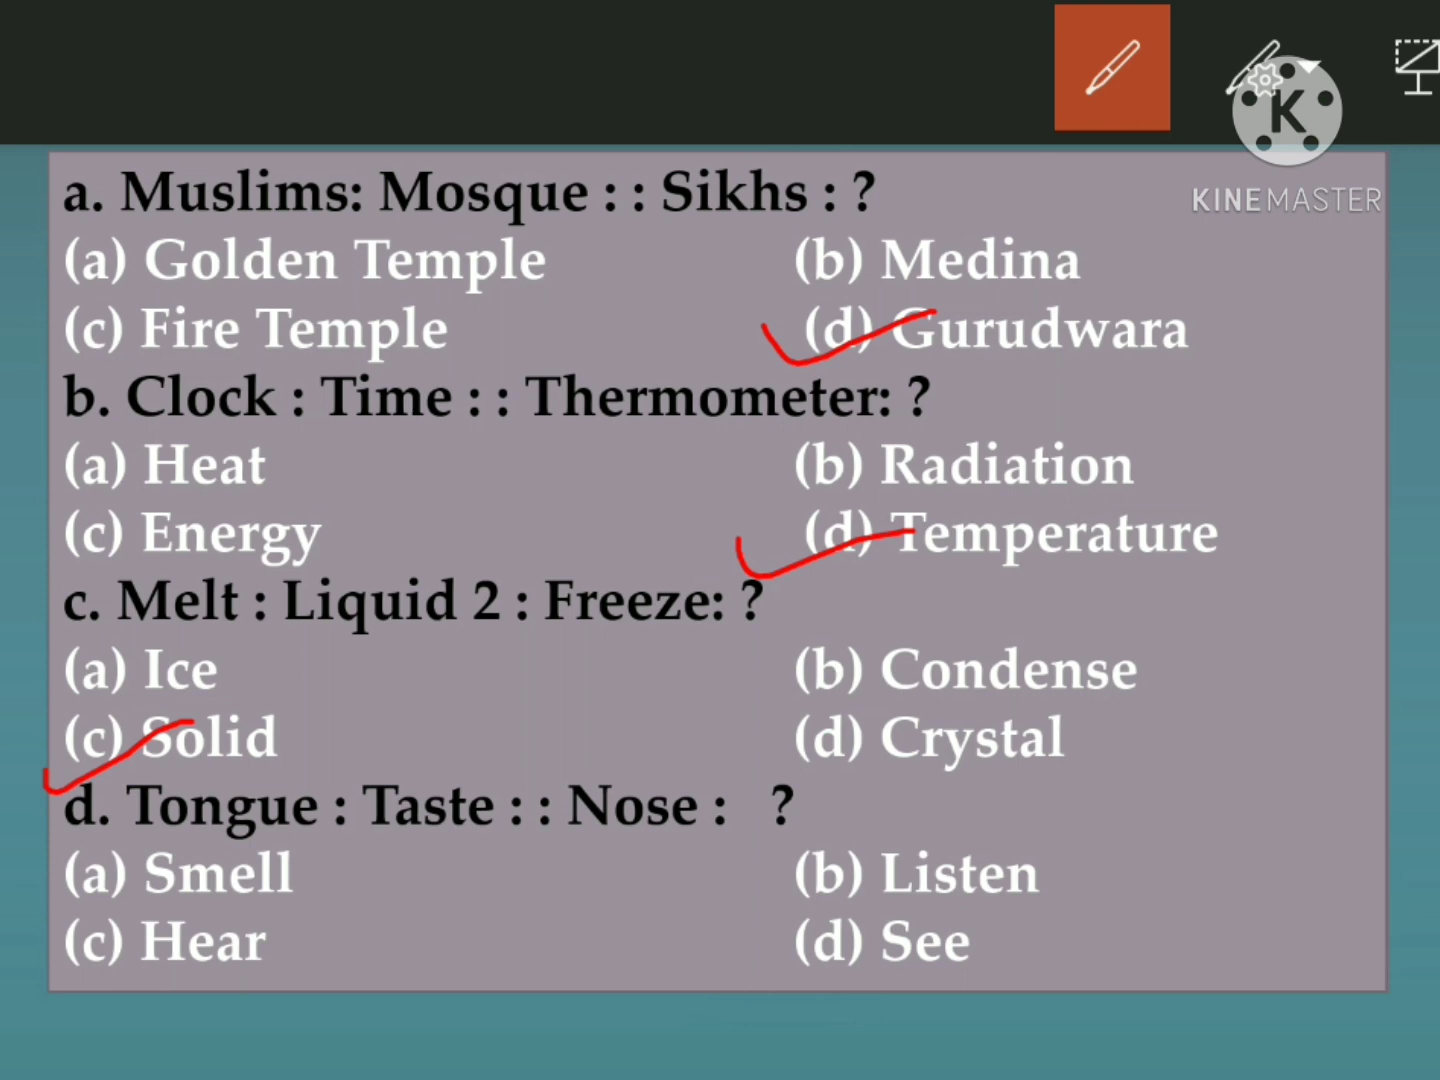 K
KINEMASTER
a. Muslims: Mosque : : Sikhs : ?
(a) Golden Temple (b) Medina
(c) Fire Temple (d) Gurudwara
b. Clock : Time : : Thermometer: ?
(a) Heat (b) Radiation
(c) Energy (d) Temperature
c. Melt : Liquid 2 : Freeze: ?
(a) Ice (b) Condense
(c) Solid (d) Crystal
d. Tongue : Taste : : Nose : ?
(a) Smell (b) Listen
(c) Hear (d) See